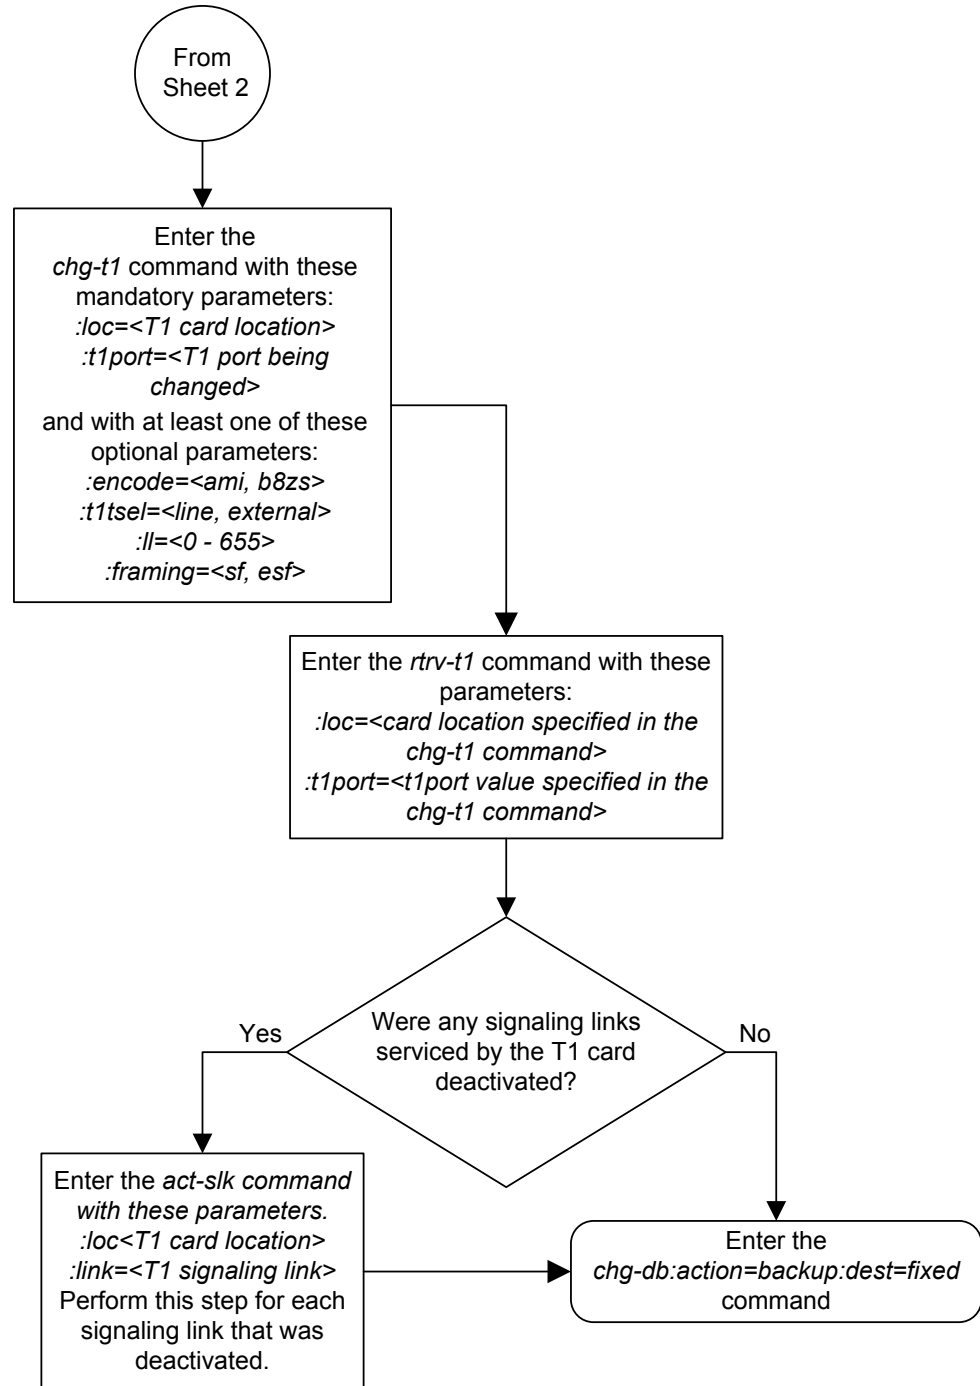 From
Sheet 2
Enter the
chg-t1 command with these
mandatory parameters:
:loc=<T1 card location>
:t1port=<T1 port being
changed>
and with at least one of these
optional parameters:
:encode=<ami, b8zs>
:t1tsel=<line, external>
:ll=<0 - 655>
:framing=<sf, esf>
Enter the rtrv-t1 command with these
parameters:
:loc=<card location specified in the
chg-t1 command>
:t1port=<t1port value specified in the
chg-t1 command>
Were any signaling links
serviced by the T1 card
deactivated?
Yes
No
Enter the act-slk command
with these parameters.
:loc<T1 card location>
:link=<T1 signaling link>
Perform this step for each
signaling link that was
deactivated.
Enter the
chg-db:action=backup:dest=fixed
command